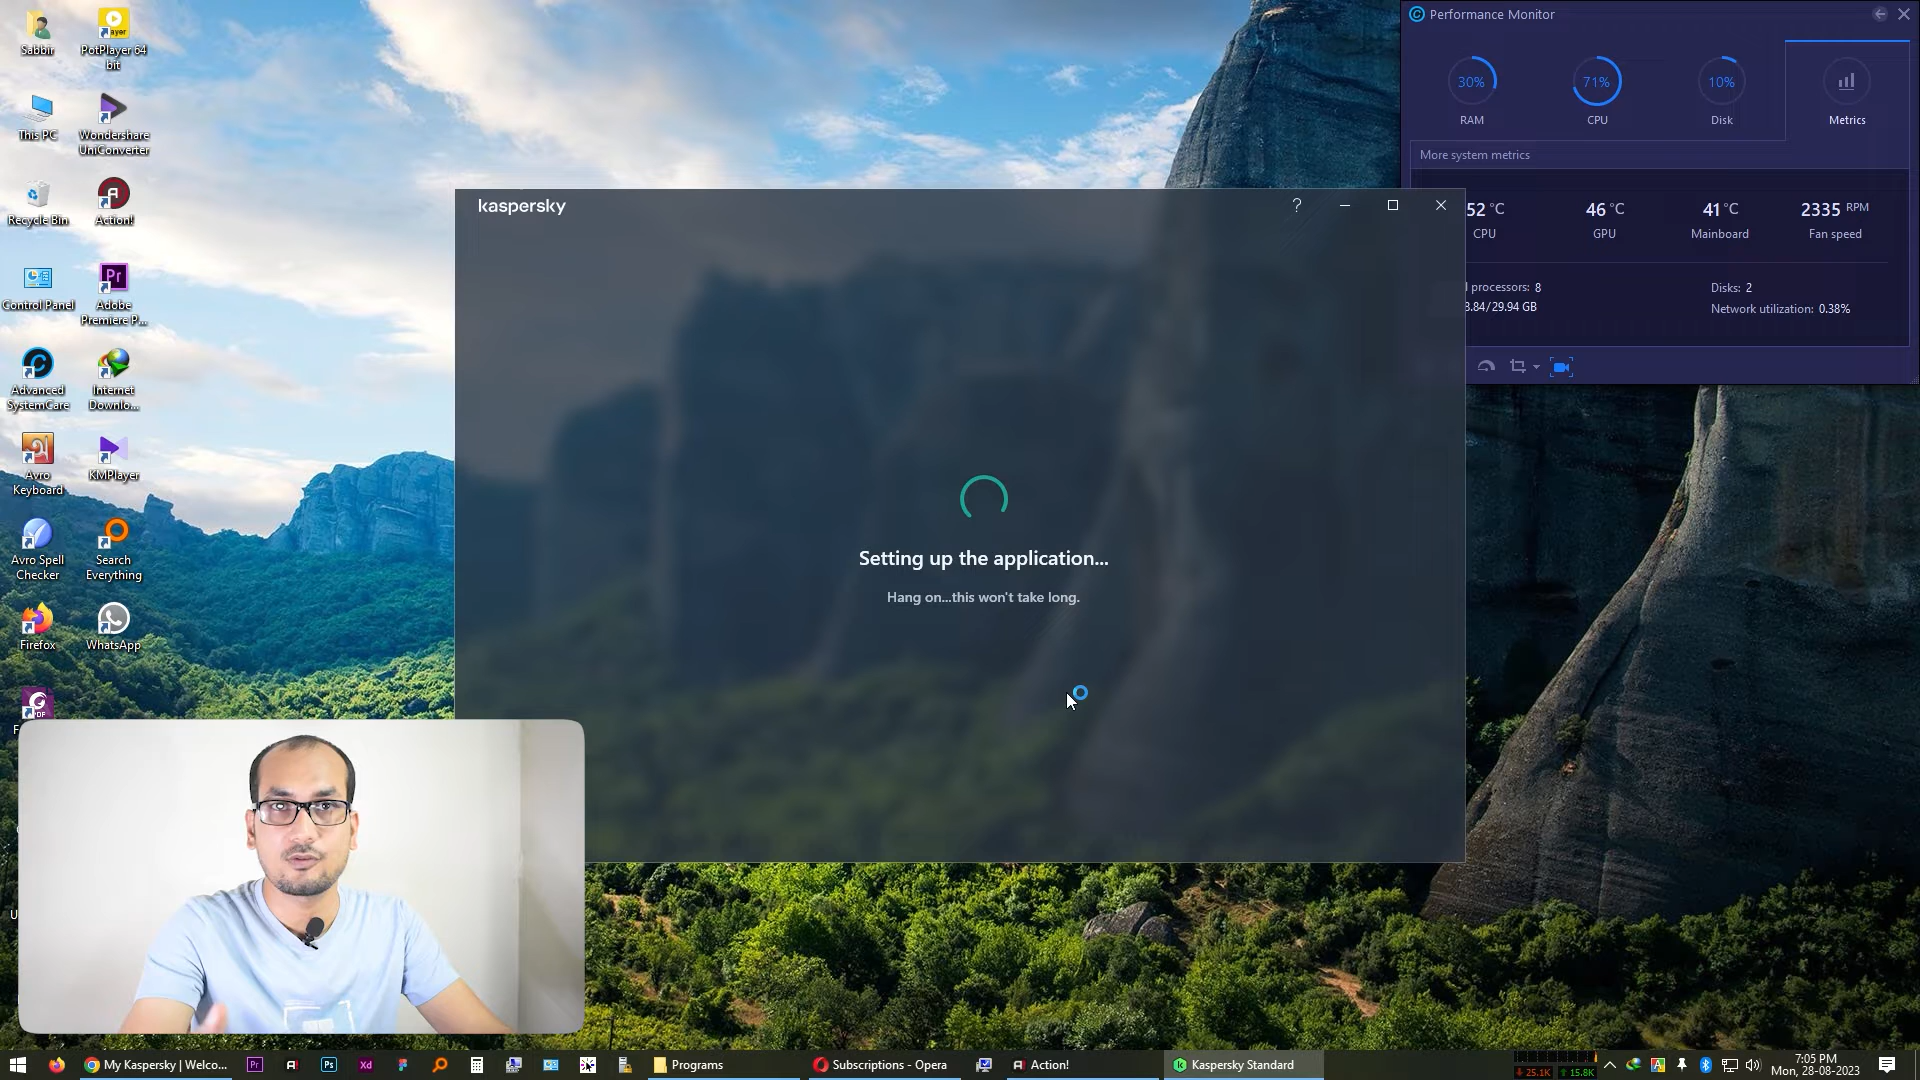 Sabbir
PotPlayer 64
bit
This PC
Wondershare
UniConverter
Recycle Bin
Action!
Control Panel
Adobe
Premiere P...
Advanced
SystemCare
Internet
Downlo...
Avro
Keyboard
KMPlayer
Avro Spell
Checker
Search
Everything
Firefox
WhatsApp
kaspersky
?
Setting up the application...
Hang on...this won't take long.
Performance Monitor
30%
71%
10%
RAM
CPU
Disk
Metrics
More system metrics
52 °C
46 °C
41 °C
2335 RPM
CPU
GPU
Mainboard
Fan speed
processors: 8
Disks: 2
3.84/29.94 GB
Network utilization: 0.38%
My Kaspersky | Welco...
Pr
Ps
Xd
Programs
Subscriptions - Opera
Action!
Kaspersky Standard
25.1K
15.8K
7:05 PM
Mon, 28-08-2023